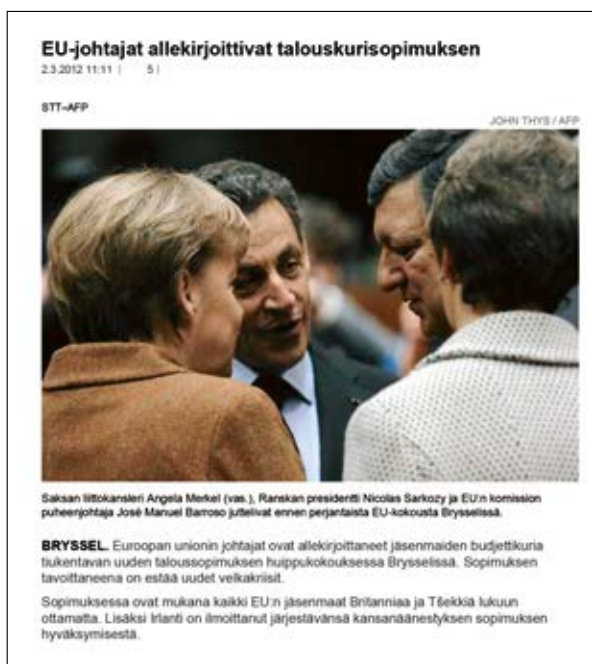 EU-johtajat allekirjoittivat talouskurisopimuksen
2.3.2012 11:11 | 5 |
STT–AFP
JOHN THYS / AFP
Saksan liittokansleri Angela Merkel (vas.), Ranskan presidentti Nicolas Sarkozy ja EU:n komission
puheenjohtaja José Manuel Barroso juttelivat ennen perjantaista EU-kokousta Brysselissä.
BRYSSEL. Euroopan unionin johtajat ovat allekirjoittaneet jäsenmaiden budjettikuria
tiukentavan uuden taloussopimuksen huippukokouksessa Brysselissä. Sopimuksen
tavoitteena on estää uudet velkakriisit.
Sopimuksessa ovat mukana kaikki EU:n jäsenmaat Britanniaa ja Tšekkiä lukuun
ottamatta. Lisäksi Irlanti on ilmoittanut järjestävänsä kansanäänestyksen sopimuksen
hyväksymisestä.